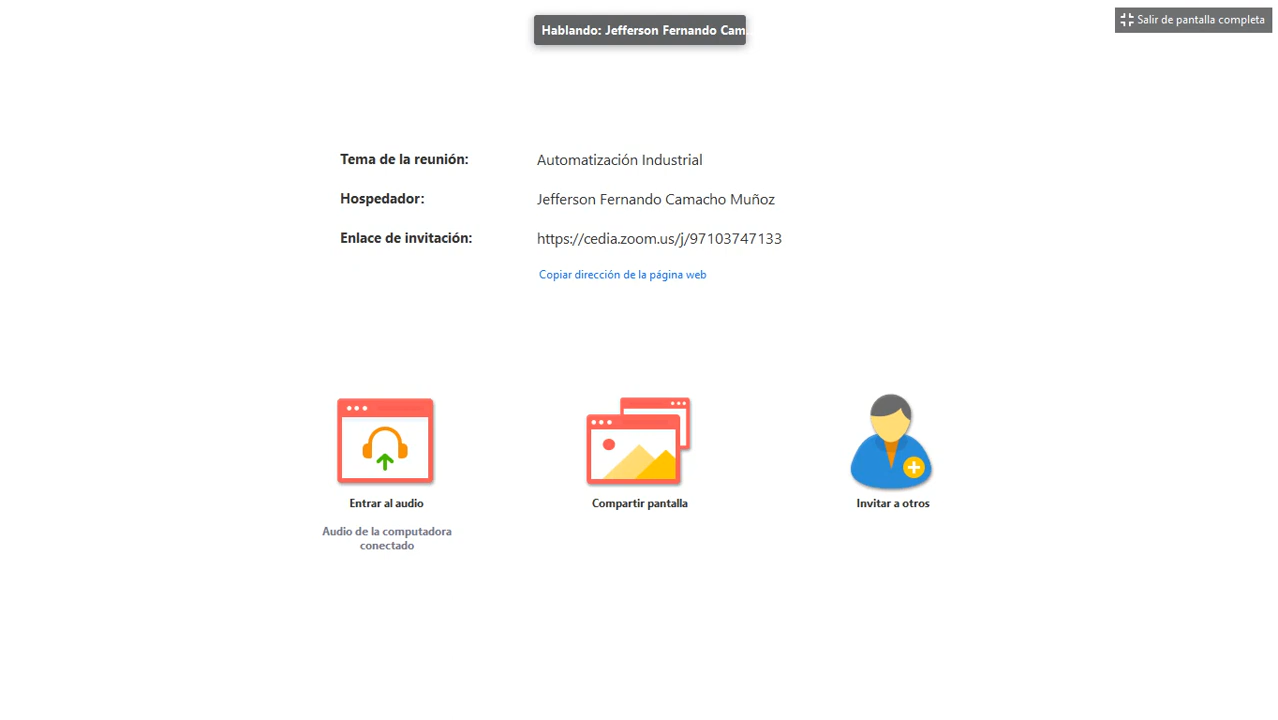 Hablando: Jefferson Fernando Cam
Salir de pantalla completa
Tema de la reunión: Automatización Industrial
Hospedador: Jefferson Fernando Camacho Muñoz
Enlace de invitación: https://cedia.zoom.us/j/97103747133
Copiar dirección de la página web
Entrar al audio
Audio de la computadora
conectado
Compartir pantalla
Invitar a otros